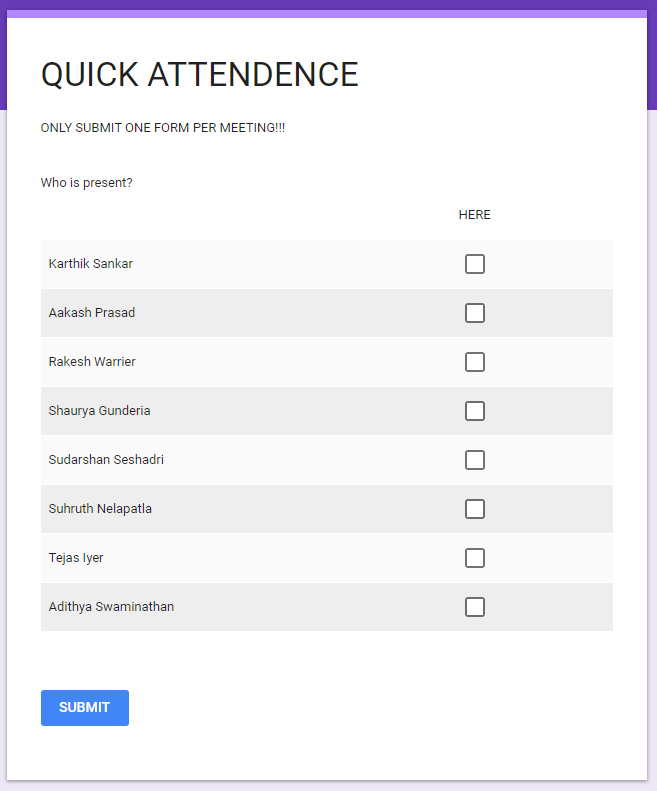 QUICK ATTENDENCE
ONLY SUBMIT ONE FORM PER MEETING!!!
Who is present?
HERE
Karthik Sankar
Aakash Prasad
Rakesh Warrier
Shaurya Gunderia
Sudarshan Seshadri
Suhruth Nelapatla
Tejas Iyer
Adithya Swaminathan
SUBMIT